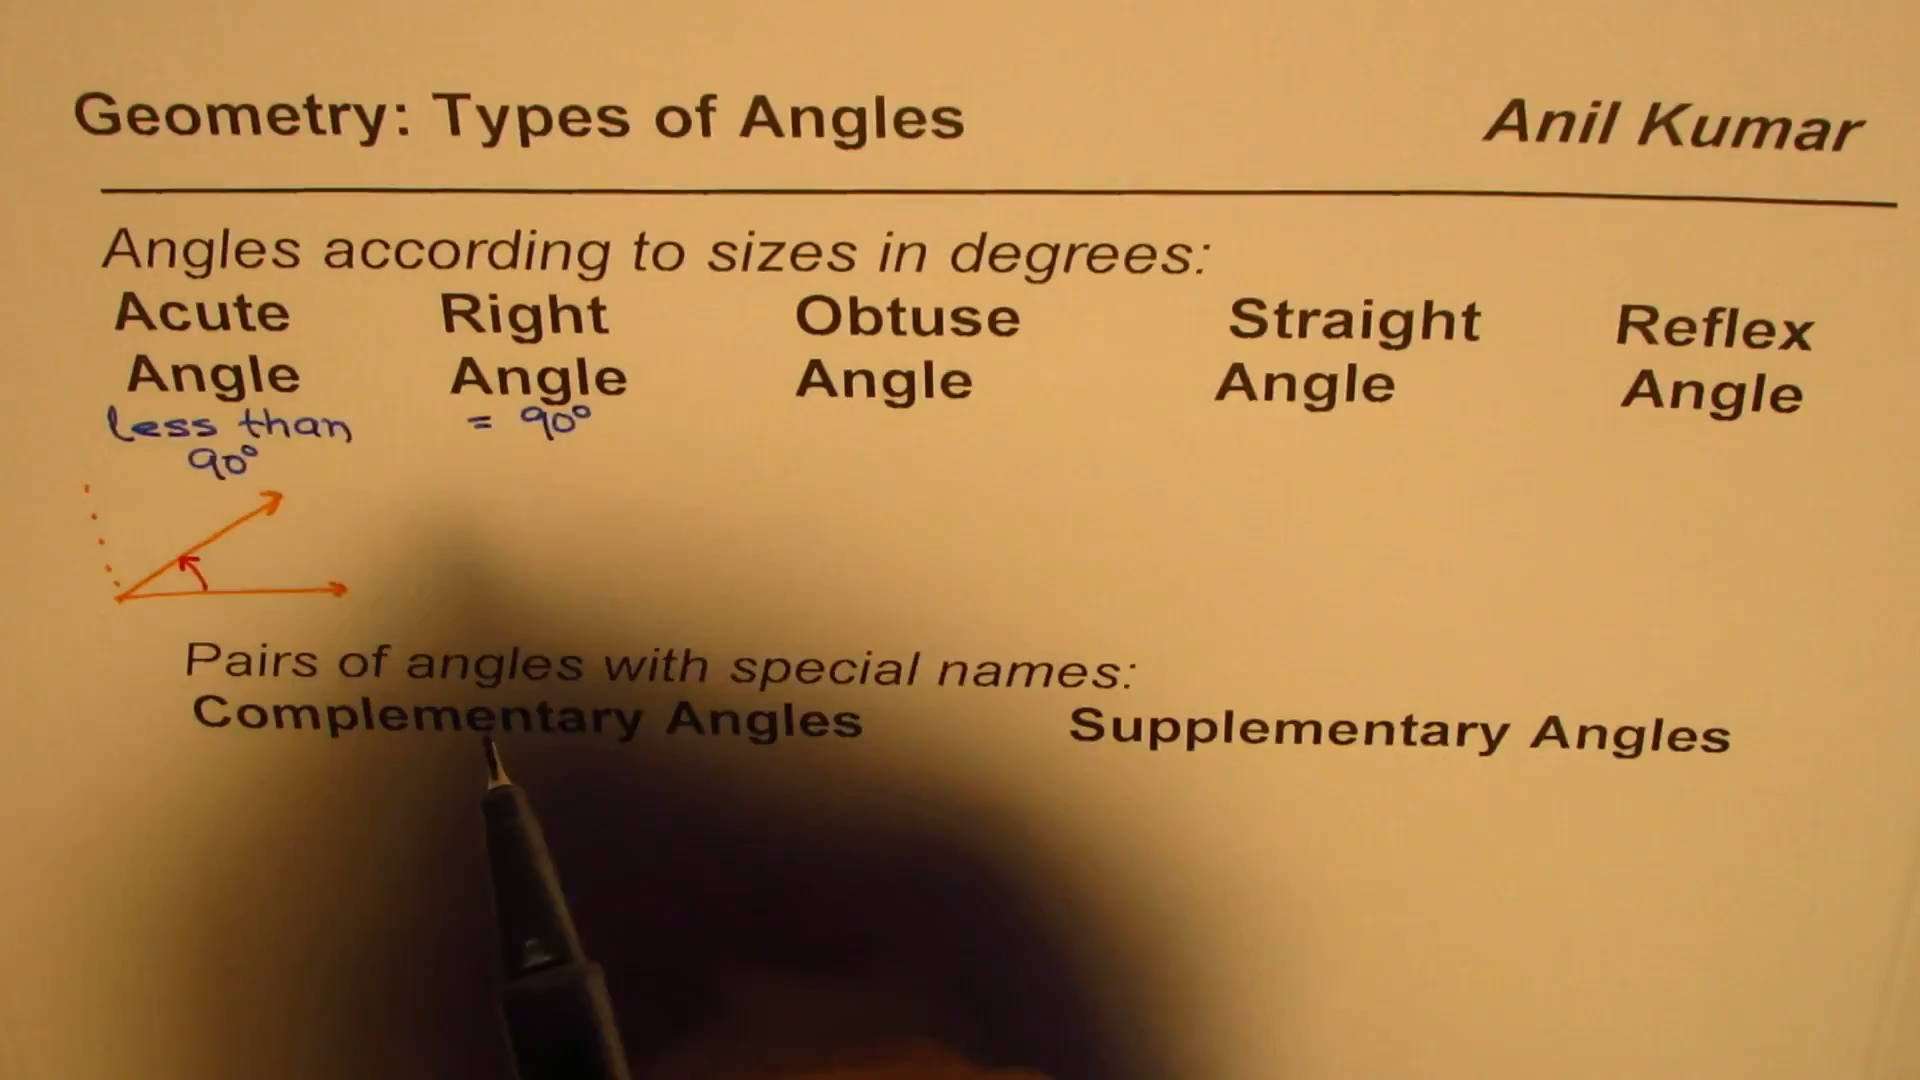 Geometry: Types of Angles
Anil Kumar
Angles according to sizes in degrees:
Acute Right Obtuse Straight Reflex
Angle Angle Angle Angle Angle
less than = 90°
90°
Pairs of angles with special names:
Complementary Angles Supplementary Angles